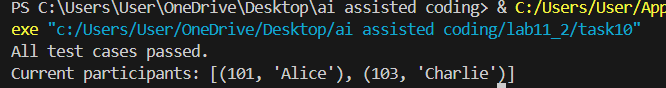 PS C:\Users\User\OneDrive\Desktop\ai assisted coding> & C:/Users/User/App
exe "c:/Users/User/OneDrive/Desktop/ai assisted coding/lab11_2/task10"
All test cases passed.
Current participants: [(101, 'Alice'), (103, 'Charlie')]